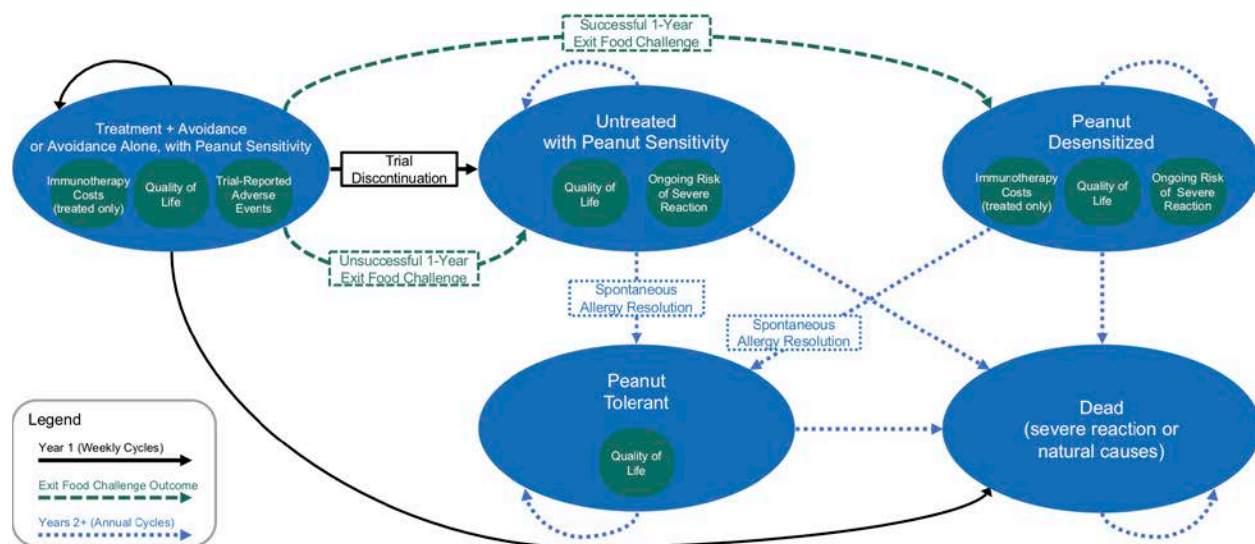 Successful 1-Year
Exit Food Challenge
Treatment + Avoidance
or Avoidance Alone, with Peanut Sensitivity
Immunotherapy
Costs
(treated only)
Quality of
Life
Trial-Reported
Adverse
Events
Trial
Discontinuation
Unsuccessful 1-Year
Exit Food Challenge
Untreated
with Peanut Sensitivity
Quality of
Life
Ongoing Risk
of Severe
Reaction
Peanut
Desensitized
Immunotherapy
Costs
(treated only)
Quality of
Life
Ongoing Risk
of Severe
Reaction
Spontaneous
Allergy Resolution
Spontaneous
Allergy Resolution
Peanut
Tolerant
Quality of
Life
Dead
(severe reaction or
natural causes)
Legend
Year 1 (Weekly Cycles)
Exit Food Challenge Outcome
Years 2+ (Annual Cycles)